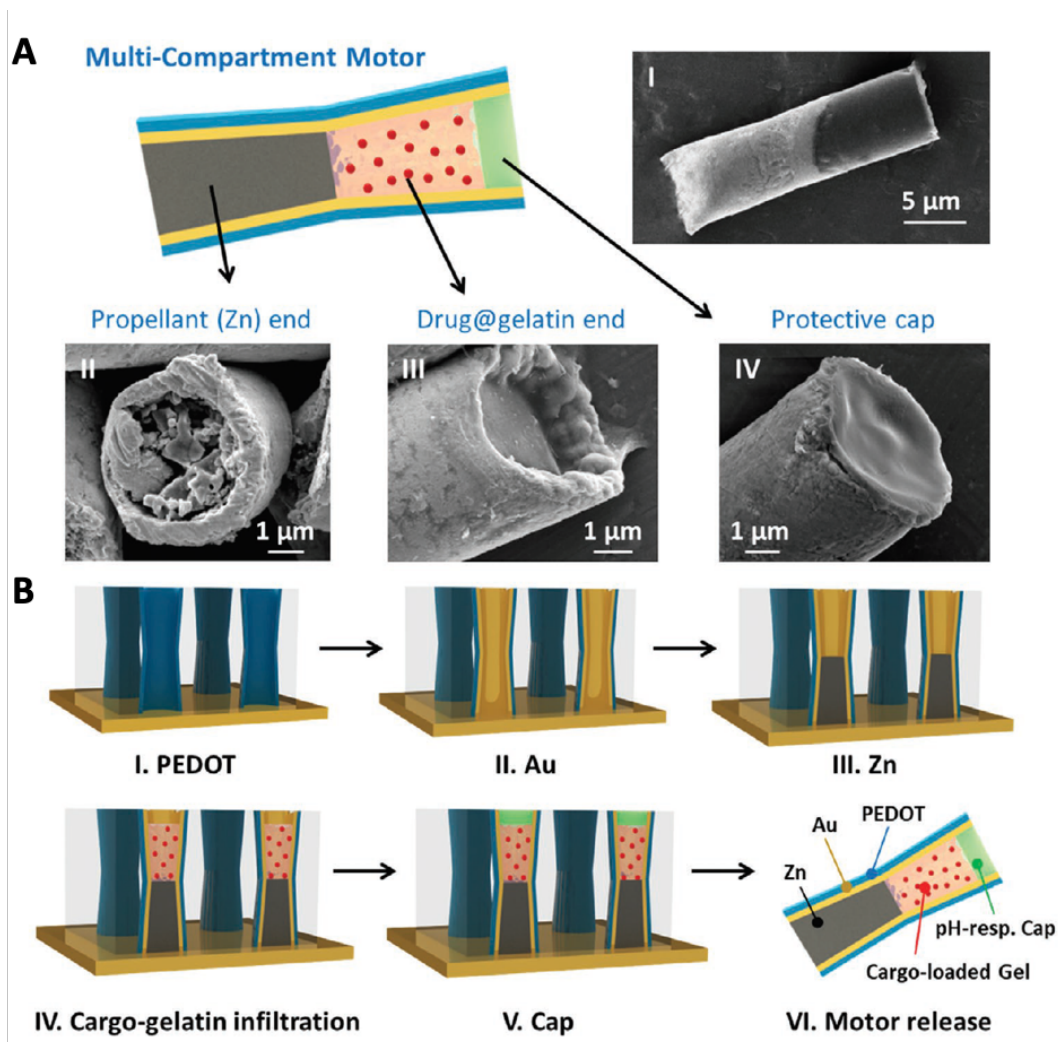 A
Multi-Compartment Motor
I
5 μm
Propellant (Zn) end
Drug@gelatin end
Protective cap
II
1 μm
III
1 μm
IV
1 μm
B
I. PEDOT
II. Au
III. Zn
PEDOT
Au
Zn
pH-resp. Cap
Cargo-loaded Gel
IV. Cargo-gelatin infiltration
V. Cap
VI. Motor release